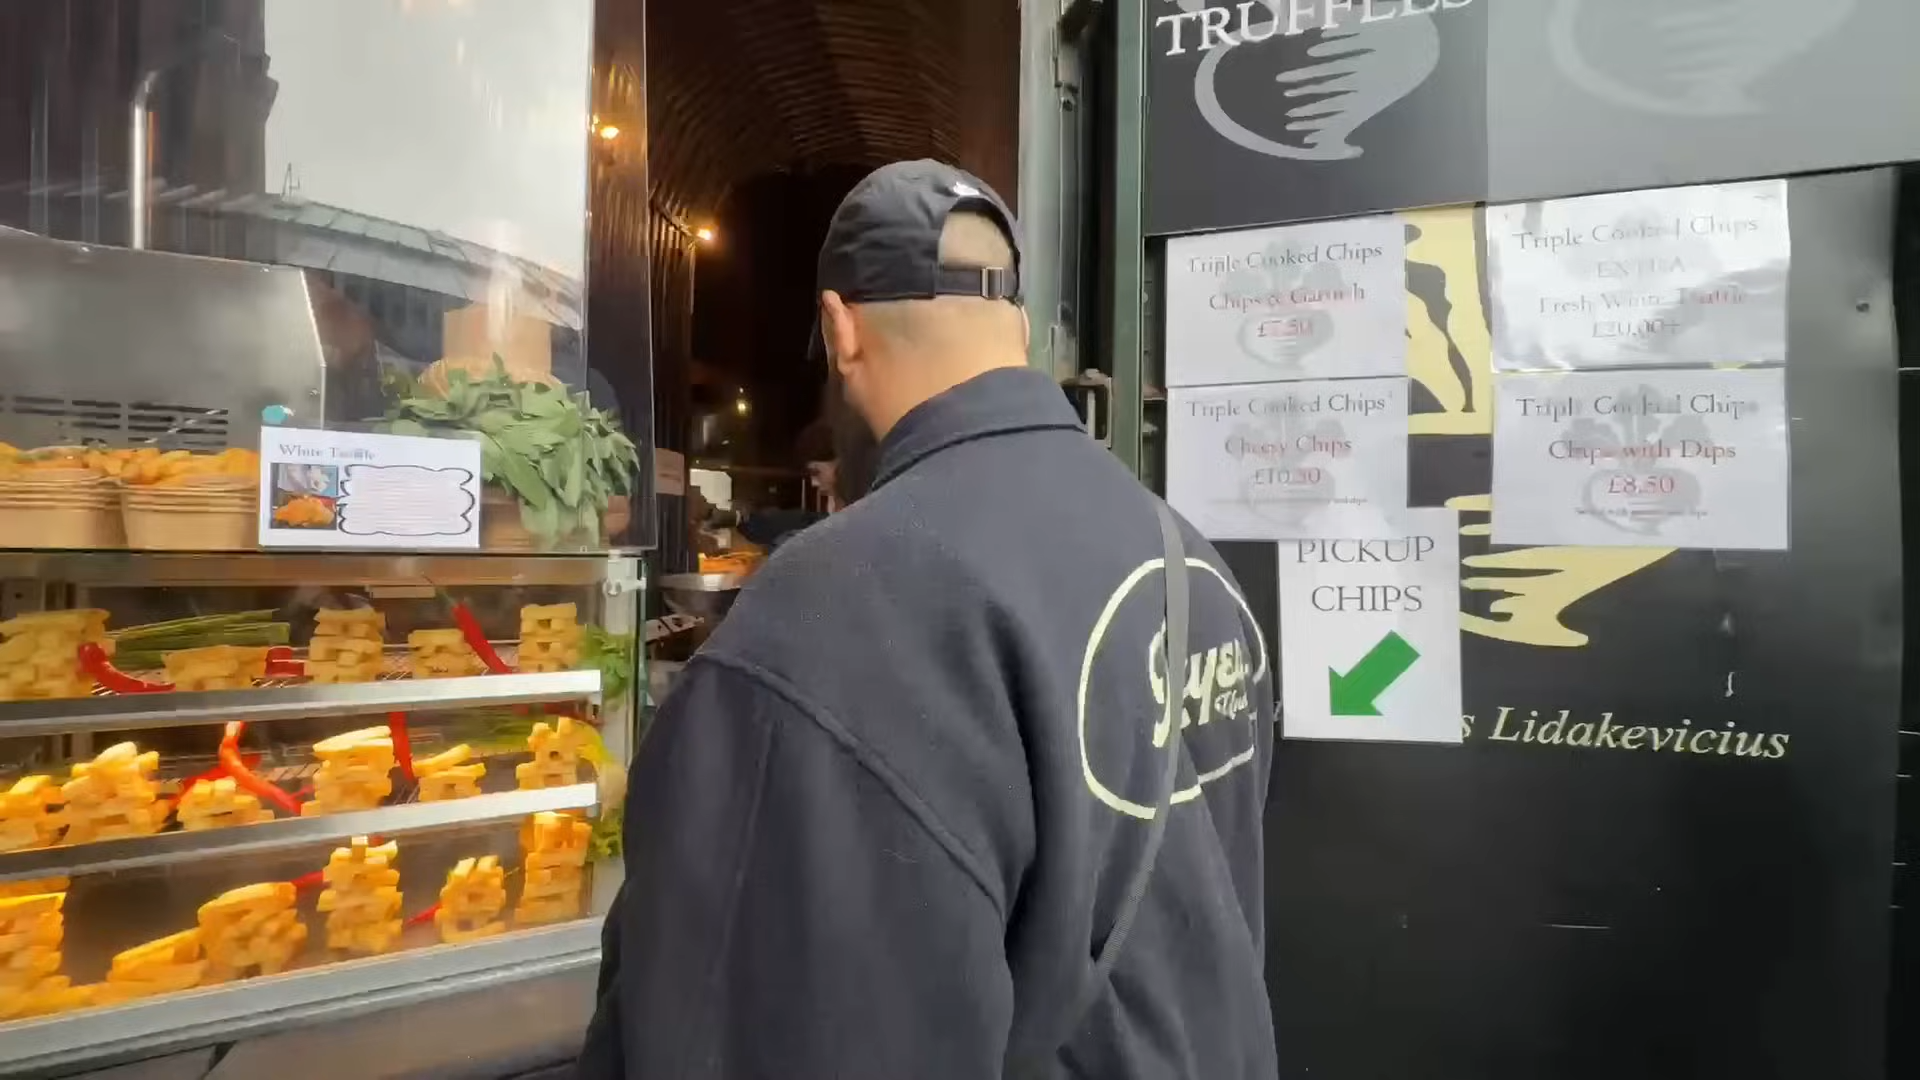 TRUFFLES
Triple Cooked Chips
Chips & Garnish
£7.50
Triple Cooked Chips
EXTRA
Fresh White Truffle
£20.00+
Triple Cooked Chips
Cheesy Chips
£10.50
Triple Cooked Chips
Chips with Dips
£8.50
White Truffle
PICKUP
CHIPS
s Lidakevicius